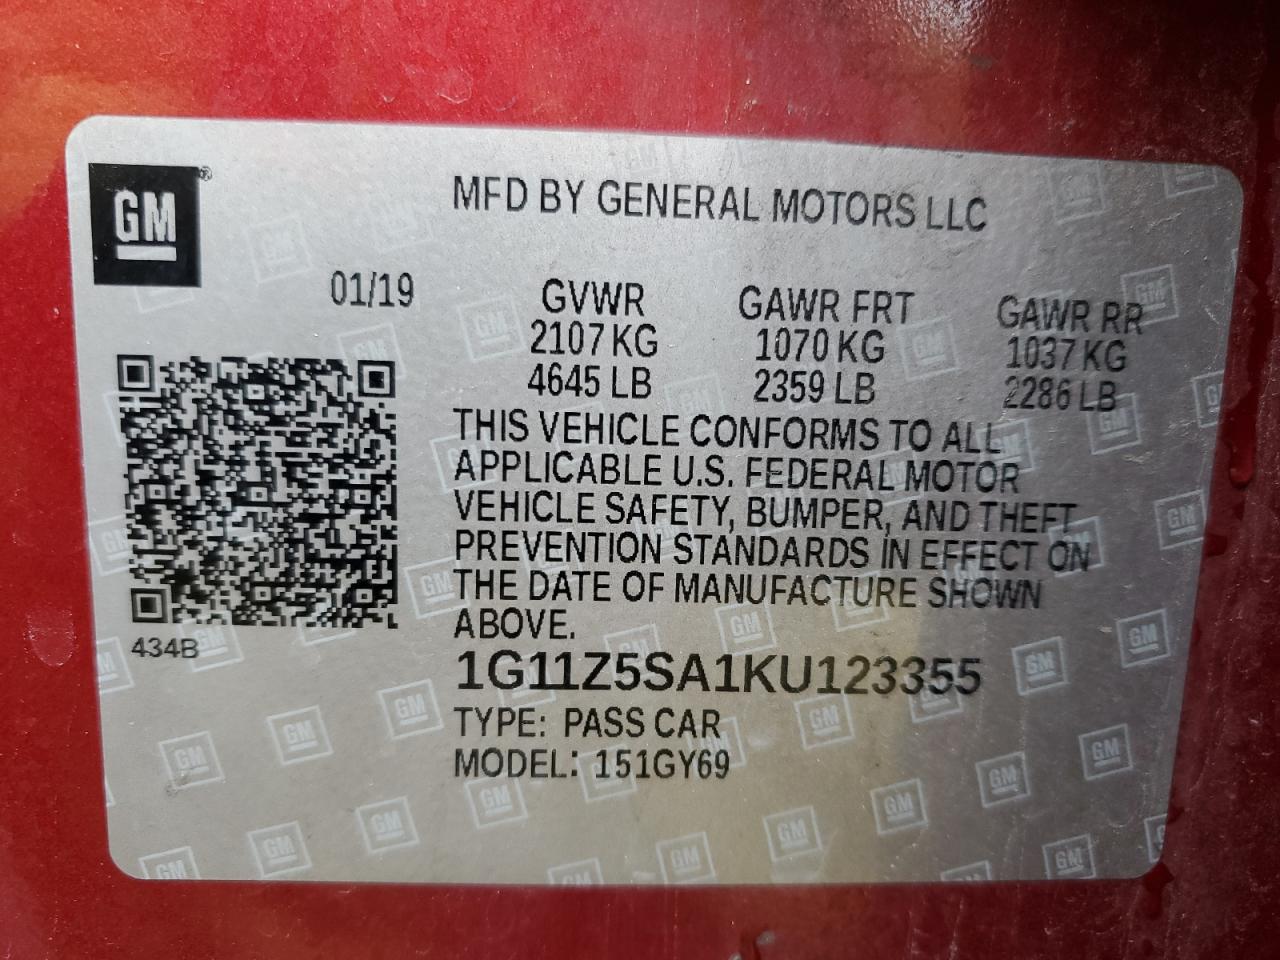 GM®
MFD BY GENERAL MOTORS LLC
01/19
GVWR GAWR FRT GAWR RR
2107 KG 1070 KG 1037 KG
4645 LB 2359 LB 2286 LB
THIS VEHICLE CONFORMS TO ALL
APPLICABLE U.S. FEDERAL MOTOR
VEHICLE SAFETY, BUMPER, AND THEFT
PREVENTION STANDARDS IN EFFECT ON
THE DATE OF MANUFACTURE SHOWN
ABOVE.
434B
1G11Z5SA1KU123355
TYPE: PASS CAR
MODEL: 151GY69